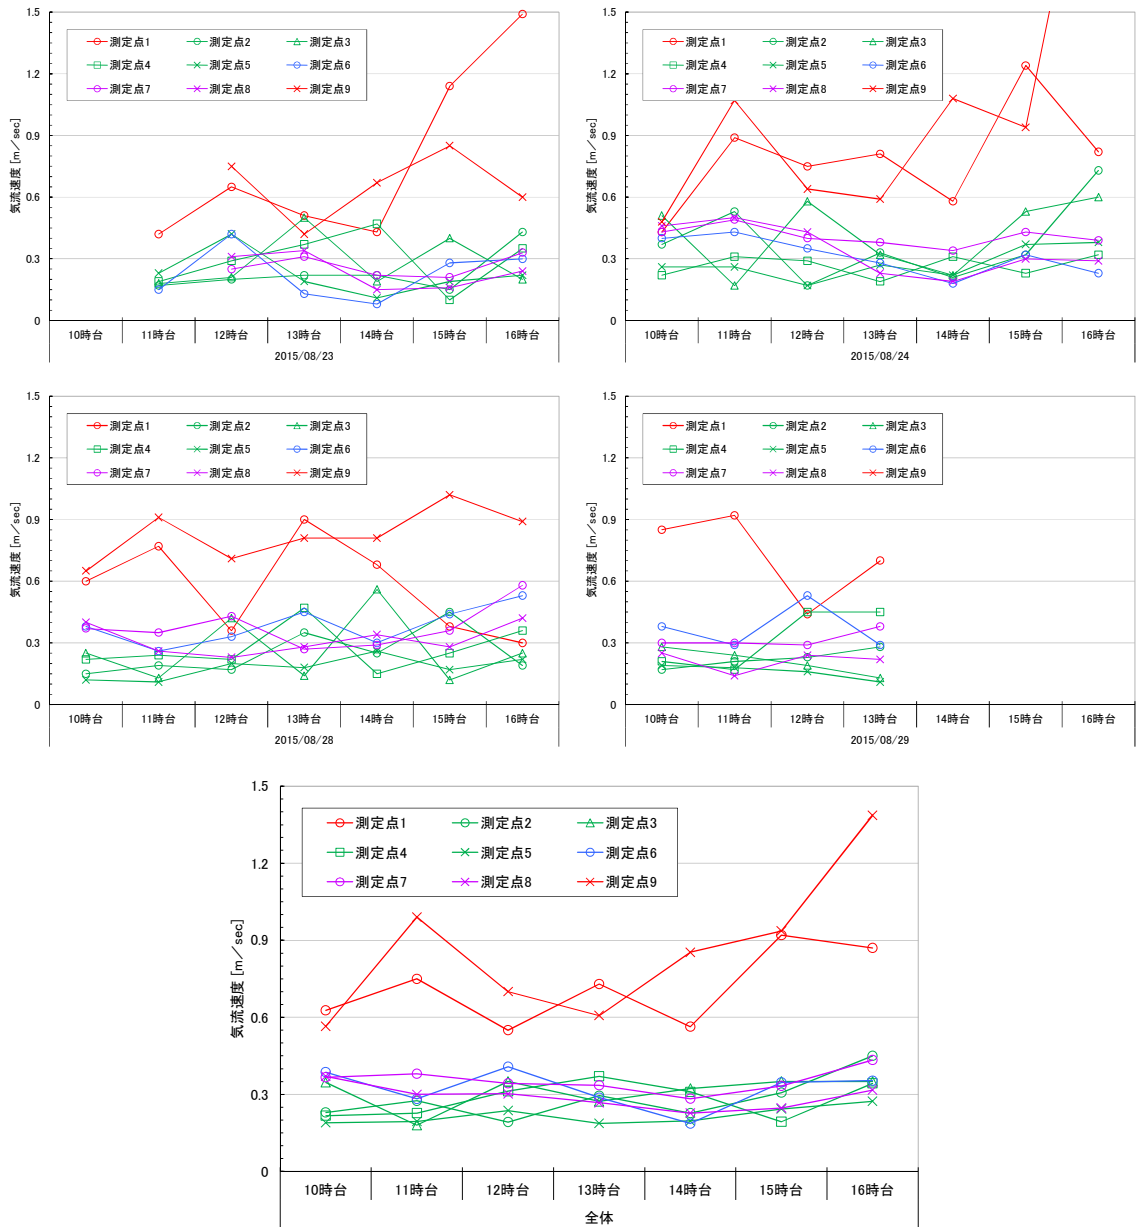 1.5
1.2
0.9
0.6
0.3
0
気流速度 [m／sec]
測定点1 測定点2 測定点3
測定点4 測定点5 測定点6
測定点7 測定点8 測定点9
10時台 11時台 12時台 13時台 14時台 15時台 16時台
2015/08/23
1.5
1.2
0.9
0.6
0.3
0
気流速度 [m／sec]
測定点1 測定点2 測定点3
測定点4 測定点5 測定点6
測定点7 測定点8 測定点9
10時台 11時台 12時台 13時台 14時台 15時台 16時台
2015/08/24
1.5
1.2
0.9
0.6
0.3
0
気流速度 [m／sec]
測定点1 測定点2 測定点3
測定点4 測定点5 測定点6
測定点7 測定点8 測定点9
10時台 11時台 12時台 13時台 14時台 15時台 16時台
2015/08/28
1.5
1.2
0.9
0.6
0.3
0
気流速度 [m／sec]
測定点1 測定点2 測定点3
測定点4 測定点5 測定点6
測定点7 測定点8 測定点9
10時台 11時台 12時台 13時台 14時台 15時台 16時台
2015/08/29
1.5
1.2
0.9
0.6
0.3
0
気流速度 [m／sec]
測定点1 測定点2 測定点3
測定点4 測定点5 測定点6
測定点7 測定点8 測定点9
10時台 11時台 12時台 13時台 14時台 15時台 16時台
全体